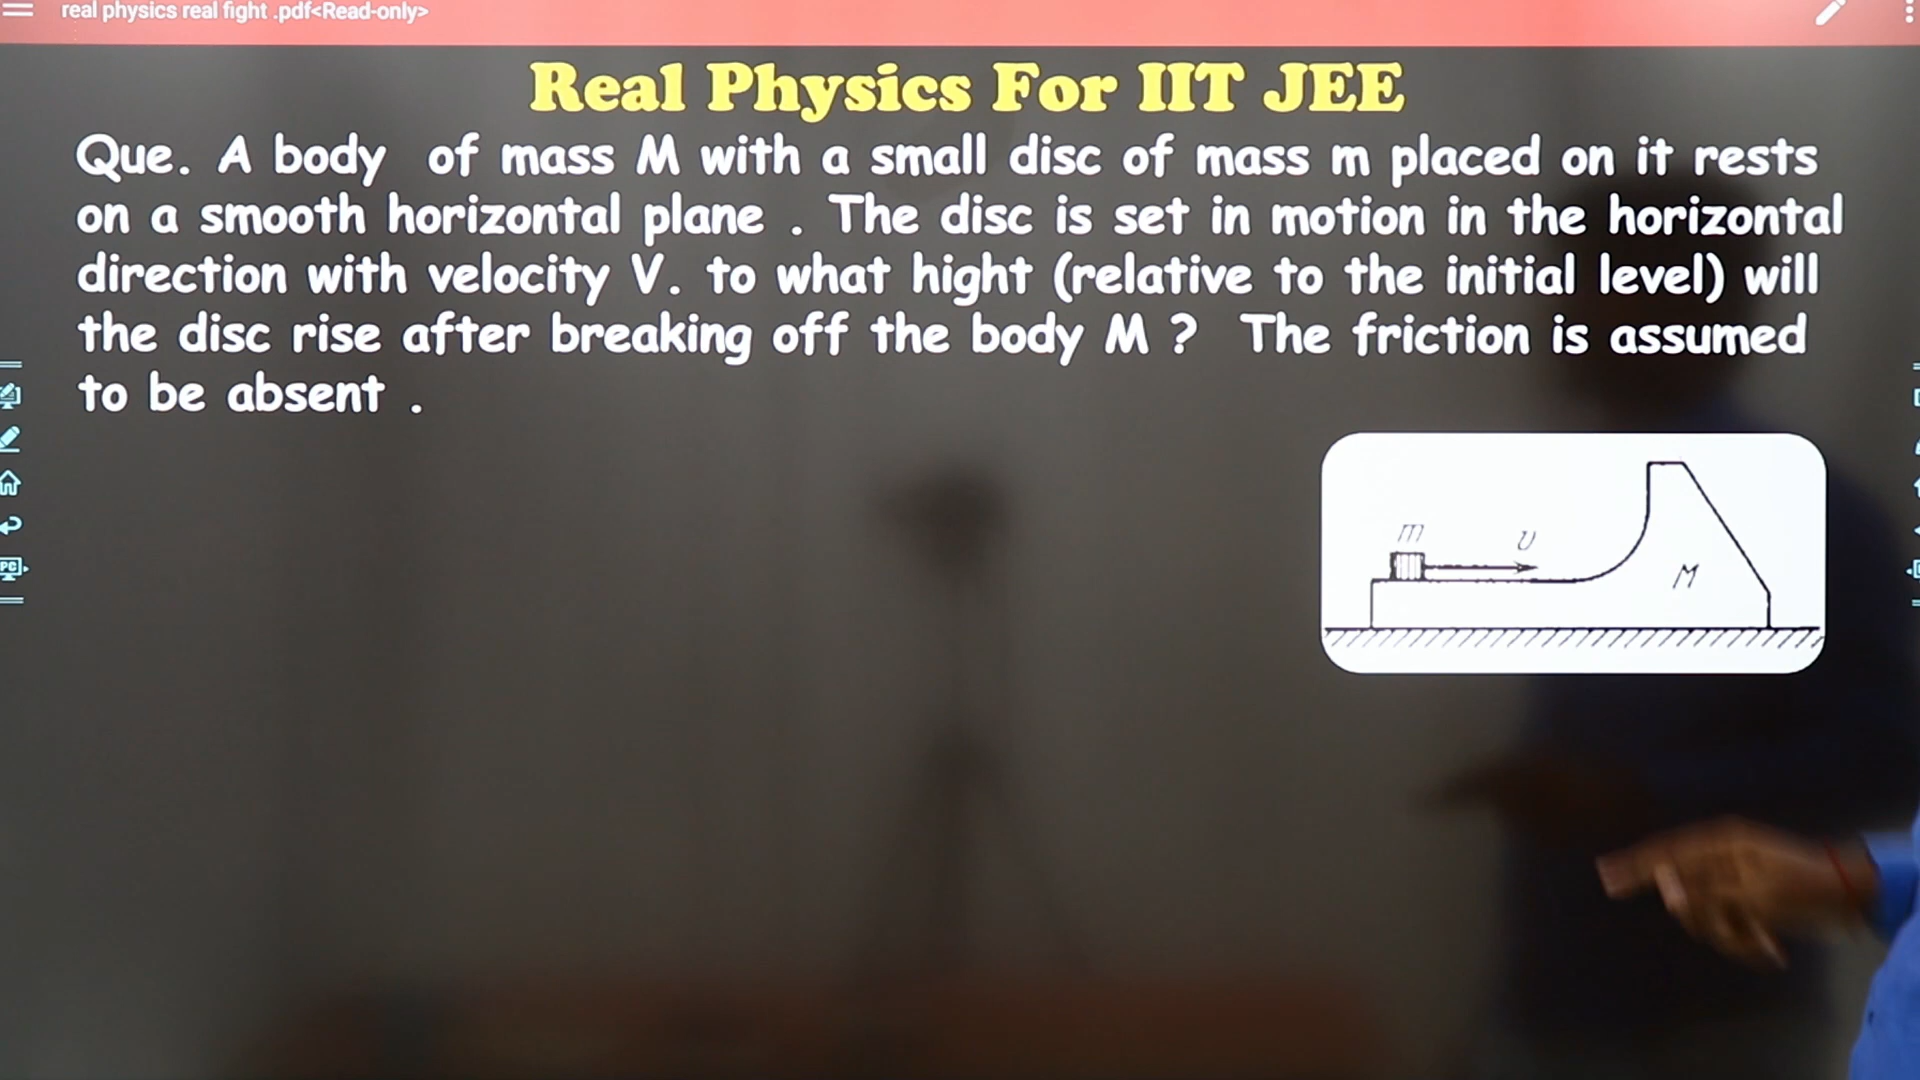 real physics real fight .pdf<Read-only>
Real Physics For IIT JEE
Que. A body of mass M with a small disc of mass m placed on it rests
on a smooth horizontal plane . The disc is set in motion in the horizontal
direction with velocity V. to what hight (relative to the initial level) will
the disc rise after breaking off the body M ? The friction is assumed
to be absent .
m
υ
M
PC